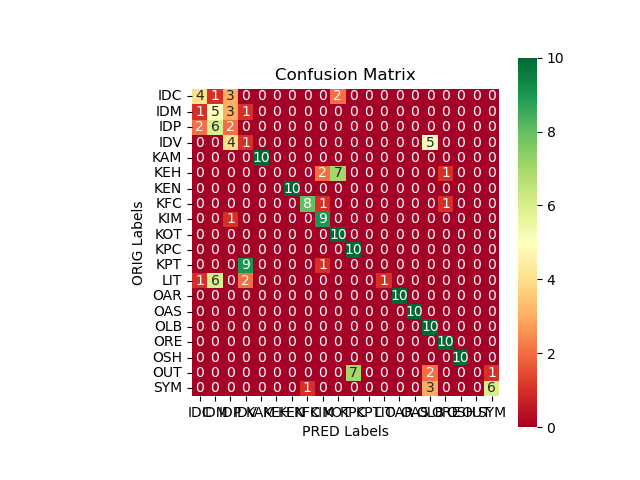 Confusion Matrix
IDC 4 1 3 0 0 0 0 0 0 2 0 0 0 0 0 0 0 0 0 0
IDM 1 5 3 1 0 0 0 0 0 0 0 0 0 0 0 0 0 0 0 0
IDP 2 6 2 0 0 0 0 0 0 0 0 0 0 0 0 0 0 0 0 0
IDV 0 0 4 1 0 0 0 0 0 0 0 0 0 0 0 5 0 0 0 0
KAM 0 0 0 0 10 0 0 0 0 0 0 0 0 0 0 0 0 0 0 0
KEH 0 0 0 0 0 0 0 0 2 7 0 0 0 0 0 0 1 0 0 0
KEN 0 0 0 0 0 0 10 0 0 0 0 0 0 0 0 0 0 0 0 0
KFC 0 0 0 0 0 0 0 8 1 0 0 0 0 0 0 0 1 0 0 0
KIM 0 0 1 0 0 0 0 0 9 0 0 0 0 0 0 0 0 0 0 0
KOT 0 0 0 0 0 0 0 0 0 10 0 0 0 0 0 0 0 0 0 0
KPC 0 0 0 0 0 0 0 0 0 0 10 0 0 0 0 0 0 0 0 0
KPT 0 0 0 9 0 0 0 0 1 0 0 0 0 0 0 0 0 0 0 0
LIT 1 6 0 2 0 0 0 0 0 0 0 0 1 0 0 0 0 0 0 0
OAR 0 0 0 0 0 0 0 0 0 0 0 0 0 10 0 0 0 0 0 0
OAS 0 0 0 0 0 0 0 0 0 0 0 0 0 0 10 0 0 0 0 0
OLB 0 0 0 0 0 0 0 0 0 0 0 0 0 0 0 10 0 0 0 0
ORE 0 0 0 0 0 0 0 0 0 0 0 0 0 0 0 0 10 0 0 0
OSH 0 0 0 0 0 0 0 0 0 0 0 0 0 0 0 0 0 10 0 0
OUT 0 0 0 0 0 0 0 0 0 0 7 0 0 0 0 2 0 0 0 1
SYM 0 0 0 0 0 0 0 1 0 0 0 0 0 0 0 3 0 0 0 6
IDC IDM IDP IDV KAM KEH KEN KFC KIM KOT KPC KPT LIT OAR OAS OLB ORE OSH OUT SYM
PRED Labels
ORIG Labels
10
8
6
4
2
0